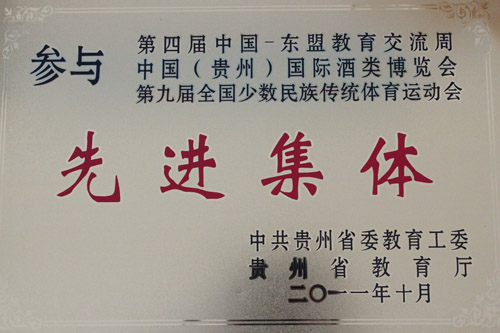 第四届中国-东盟教育交流周
参与 中国（贵州）国际酒类博览会
第九届全国少数民族传统体育运动会
先进集体
中共贵州省委教育工委
贵州省教育厅
二〇一一年十月